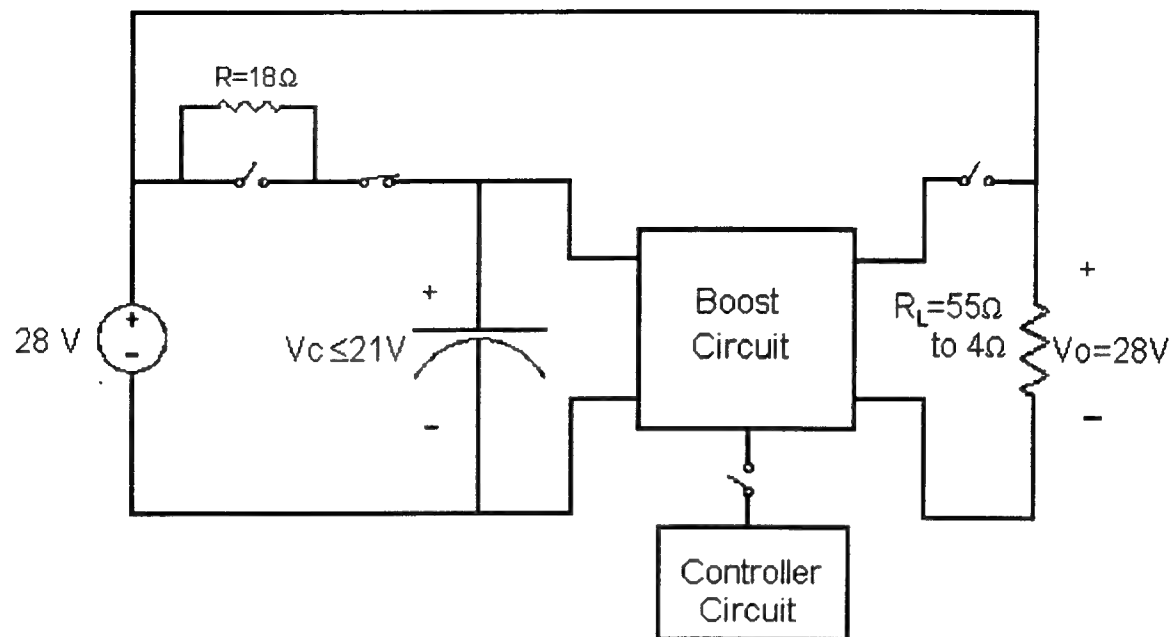 R=18Ω
+
-
28 V
+
Vc ≤21V
-
Boost
Circuit
RL=55Ω
to 4Ω
+
Vo=28V
-
Controller
Circuit